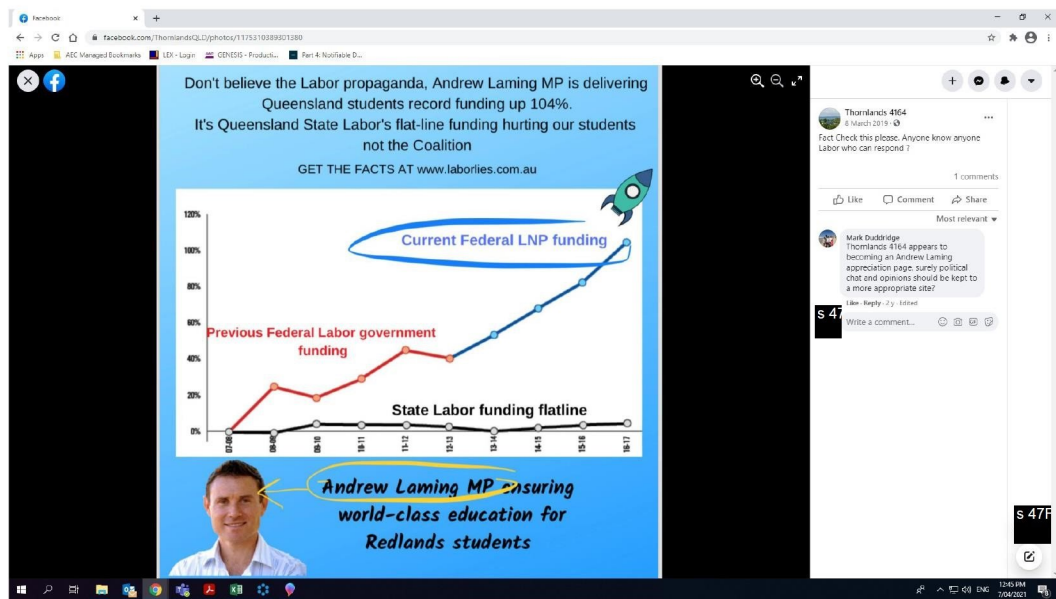 Facebook
facebook.com/ThornlandsQLD/photos/1175310389301380
Apps
AEC Managed Bookmarks
LEX - Login
GENESIS - Producti...
Part 4: Notifiable D...
Don't believe the Labor propaganda, Andrew Laming MP is delivering
Queensland students record funding up 104%.
It's Queensland State Labor's flat-line funding hurting our students
not the Coalition
GET THE FACTS AT www.laborlies.com.au
120%
100%
80%
60%
40%
20%
0%
Current Federal LNP funding
Previous Federal Labor government
funding
State Labor funding flatline
07-08
08-09
09-10
10-11
11-12
12-13
13-14
14-15
15-16
16-17
Andrew Laming MP ensuring
world-class education for
Redlands students
Thornlands 4164
6 March 2019
Fact Check this please. Anyone know anyone
Labor who can respond ?
1 comments
Like
Comment
Share
Most relevant
Mark Duddridge
Thornlands 4164 appears to
becoming an Andrew Laming
appreciation page, surely political
chat and opinions should be kept to
a more appropriate site?
Like · Reply · 2 y · Edited
s 47
Write a comment...
s 47F
ENG
12:45 PM
7/04/2021